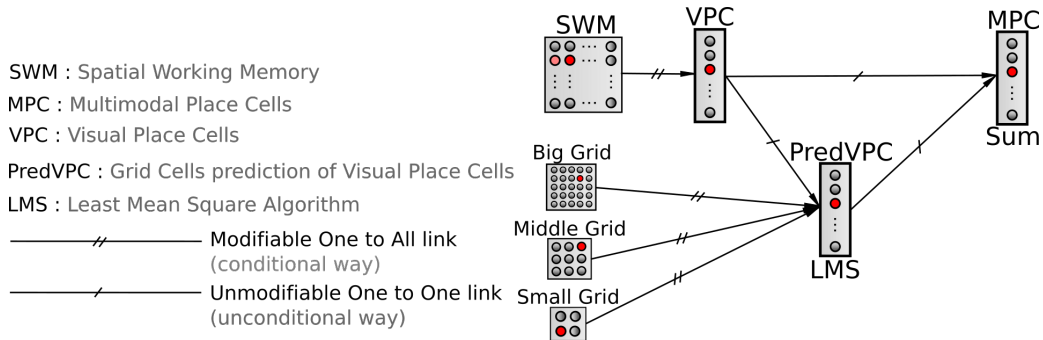 SWM : Spatial Working Memory
MPC : Multimodal Place Cells
VPC : Visual Place Cells
PredVPC : Grid Cells prediction of Visual Place Cells
LMS : Least Mean Square Algorithm
Modifiable One to All link
(conditional way)
Unmodifiable One to One link
(unconditional way)
SWM
VPC
MPC
Sum
Big Grid
PredVPC
Middle Grid
LMS
Small Grid